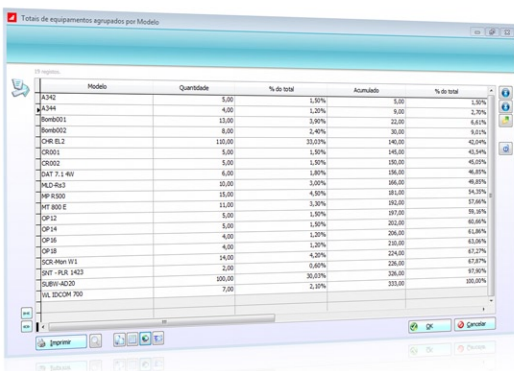 Totais de equipamentos agrupados por Modelo
19 registros
Modelo Quantidade % do total Acumulado % do total
A342 5,00 1,50% 5,00 1,50%
A344 4,00 1,20% 9,00 2,70%
Bomb001 13,00 3,90% 22,00 6,61%
Bomb002 8,00 2,40% 30,00 9,01%
CHR EL2 110,00 33,03% 140,00 42,04%
CR001 5,00 1,50% 145,00 43,54%
CR002 5,00 1,50% 150,00 45,05%
DAT 7.1 4W 6,00 1,80% 156,00 46,85%
MLD-Rs3 10,00 3,00% 166,00 49,85%
MP R500 15,00 4,50% 181,00 54,35%
MT 800 E 11,00 3,30% 192,00 57,66%
OP12 5,00 1,50% 197,00 59,16%
OP14 5,00 1,50% 202,00 60,66%
OP16 4,00 1,20% 206,00 61,86%
OP18 4,00 1,20% 210,00 63,06%
SCR-Mon W1 14,00 4,20% 224,00 67,27%
SNT - PLR 1423 2,00 0,60% 226,00 67,87%
SUBW-AD20 100,00 30,03% 326,00 97,90%
WL IDCOM 700 7,00 2,10% 333,00 100,00%
Imprimir OK Cancelar